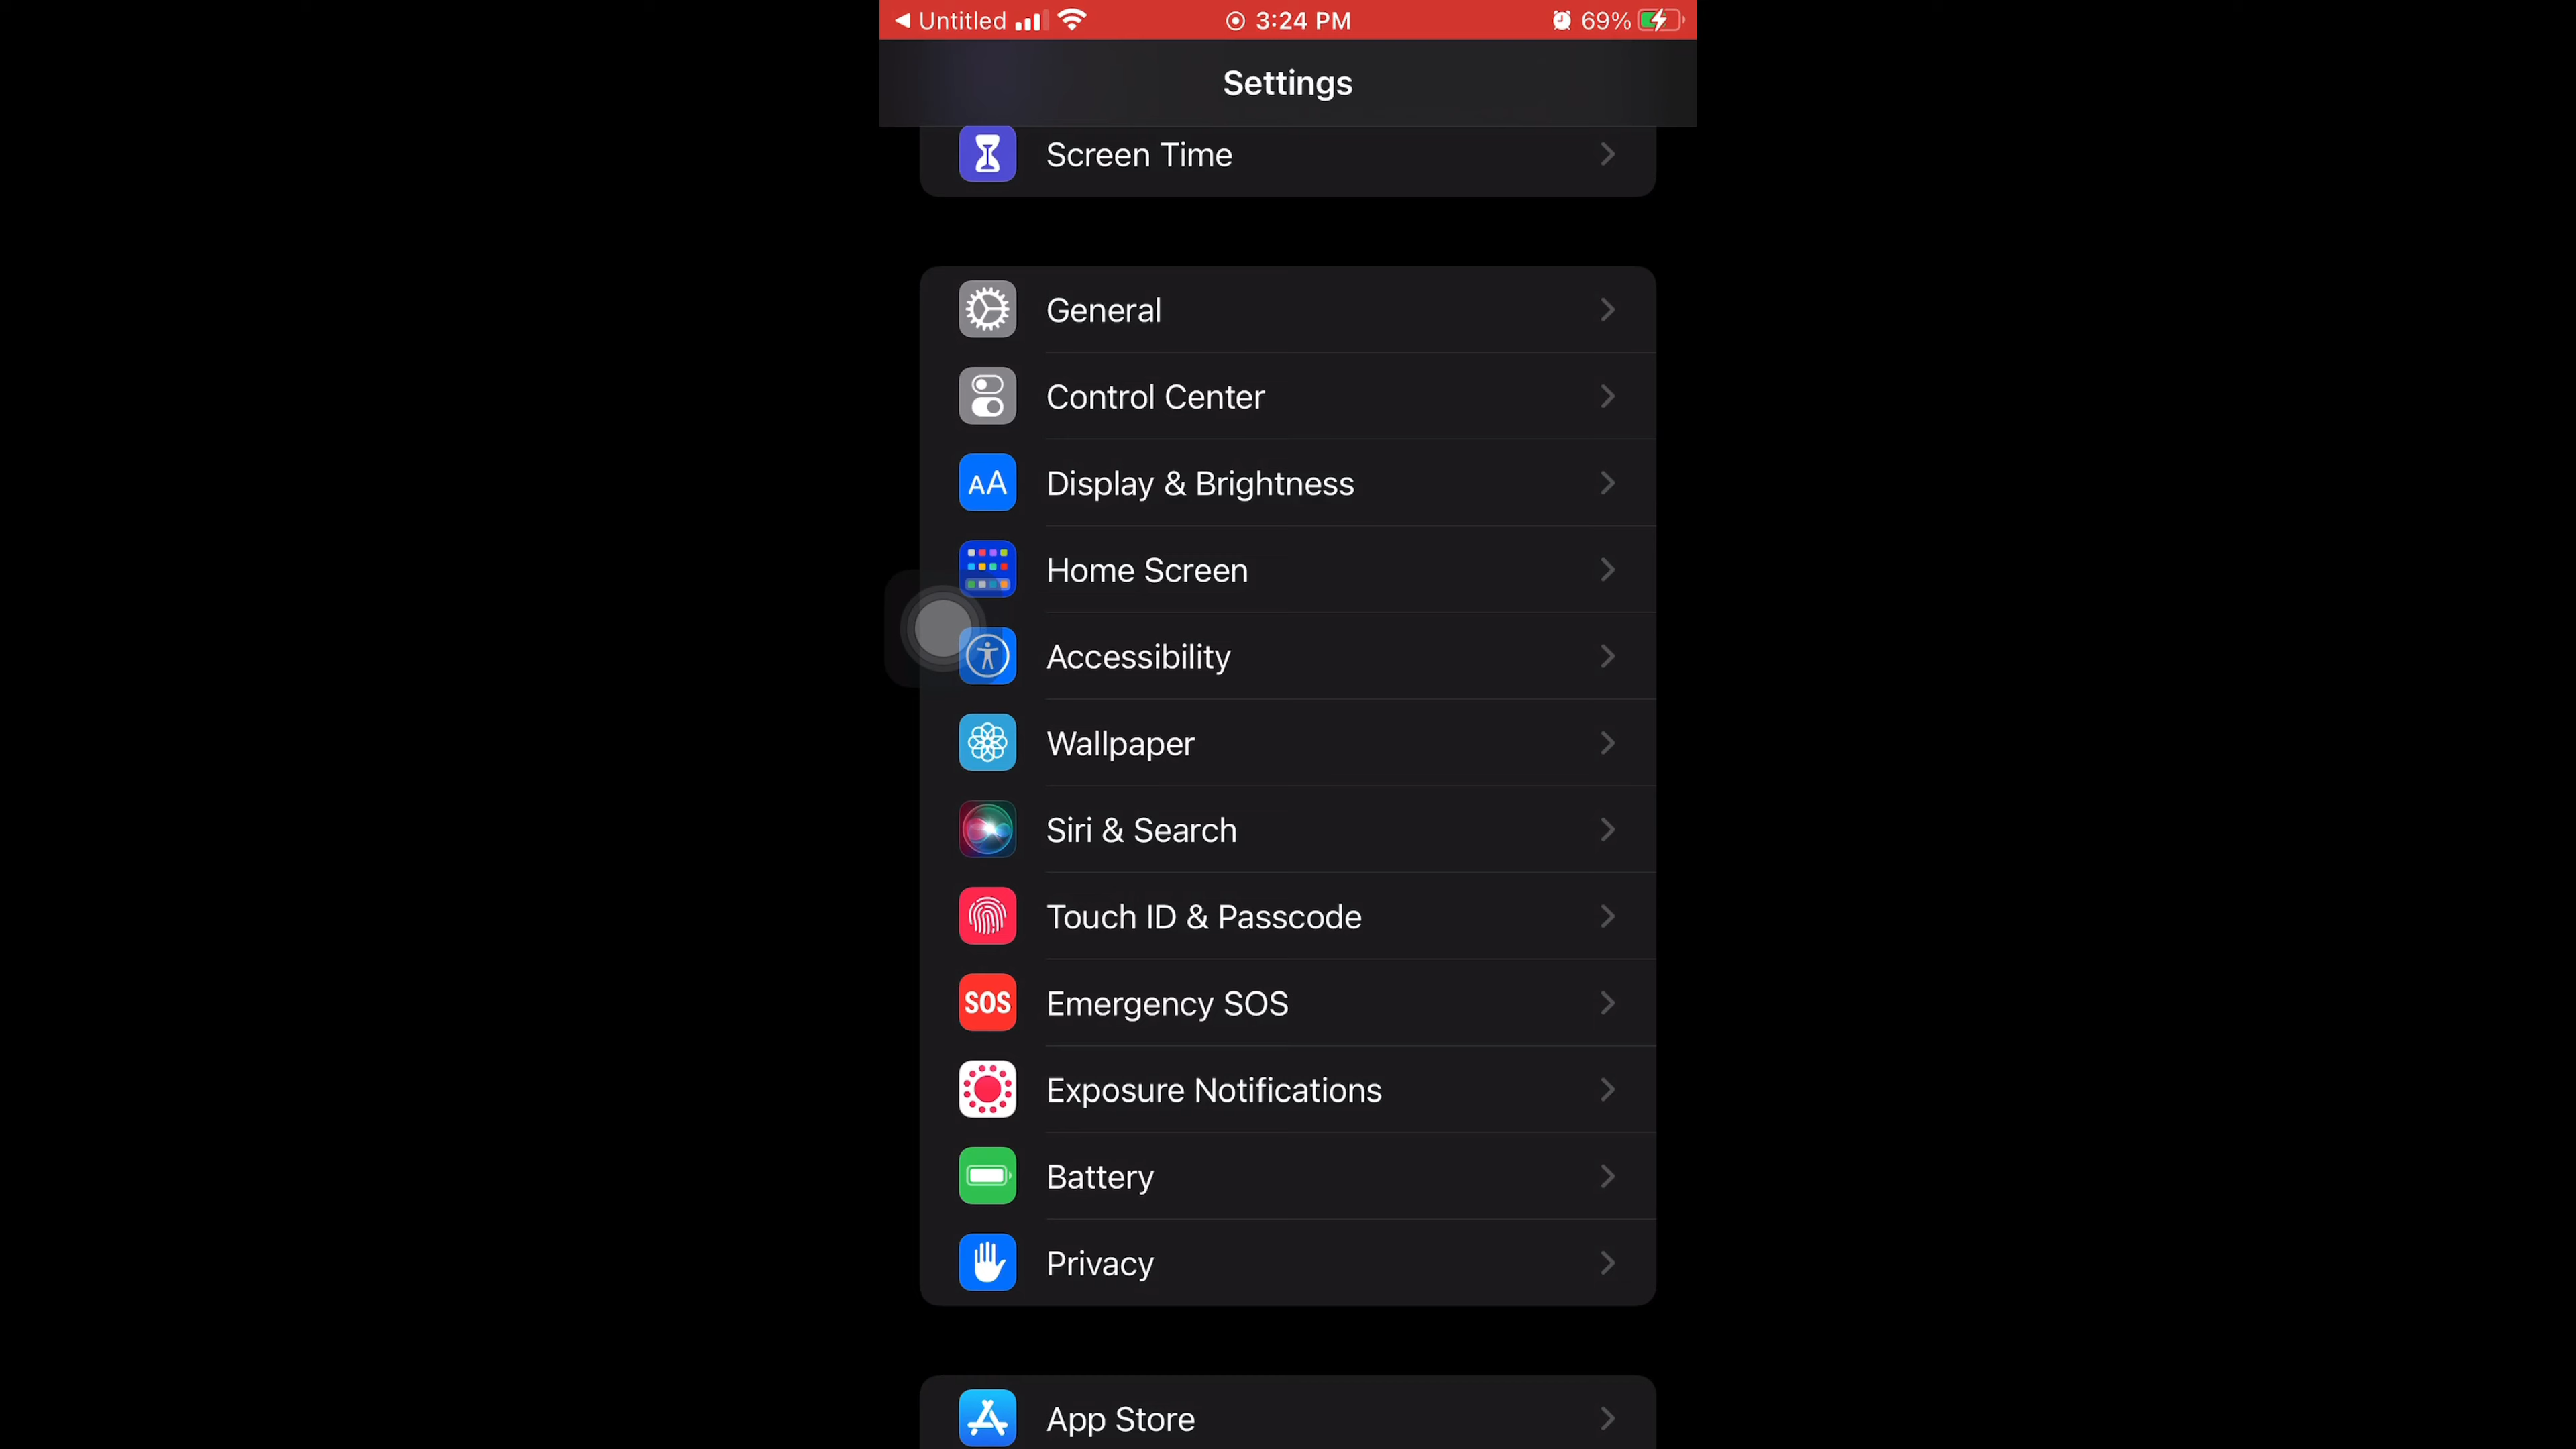 Untitled 3:24 PM 69%
Settings
Screen Time
General
Control Center
AA Display & Brightness
Home Screen
Accessibility
Wallpaper
Siri & Search
Touch ID & Passcode
SOS Emergency SOS
Exposure Notifications
Battery
Privacy
App Store